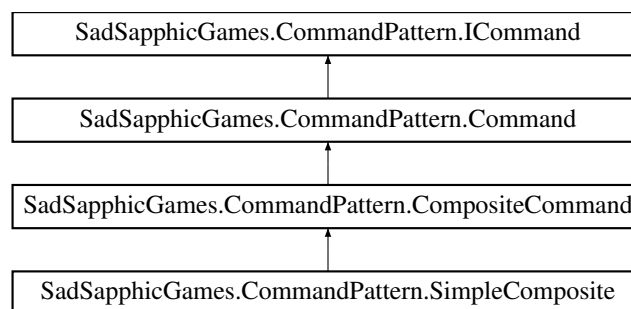 SadSapphicGames.CommandPattern.ICommand
SadSapphicGames.CommandPattern.Command
SadSapphicGames.CommandPattern.CompositeCommand
SadSapphicGames.CommandPattern.SimpleComposite